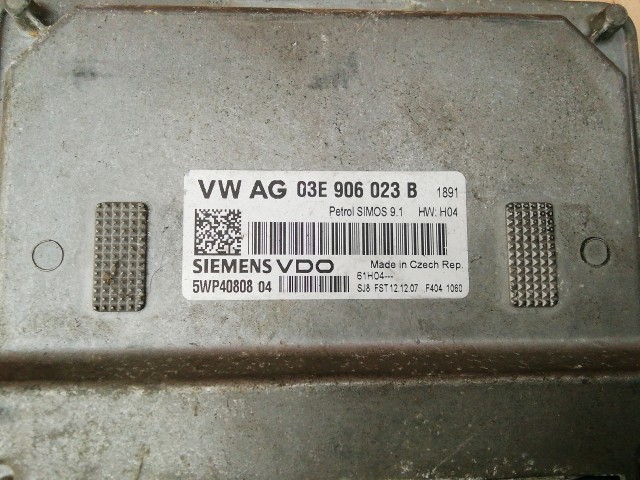 VW AG 03E 906 023 B 1891
Petrol SIMOS 9.1 HW: H04
SIEMENS VDO Made in Czech Rep.
5WP40808 04 61H04---
SJ8 FST 12.12.07 .F404 1060